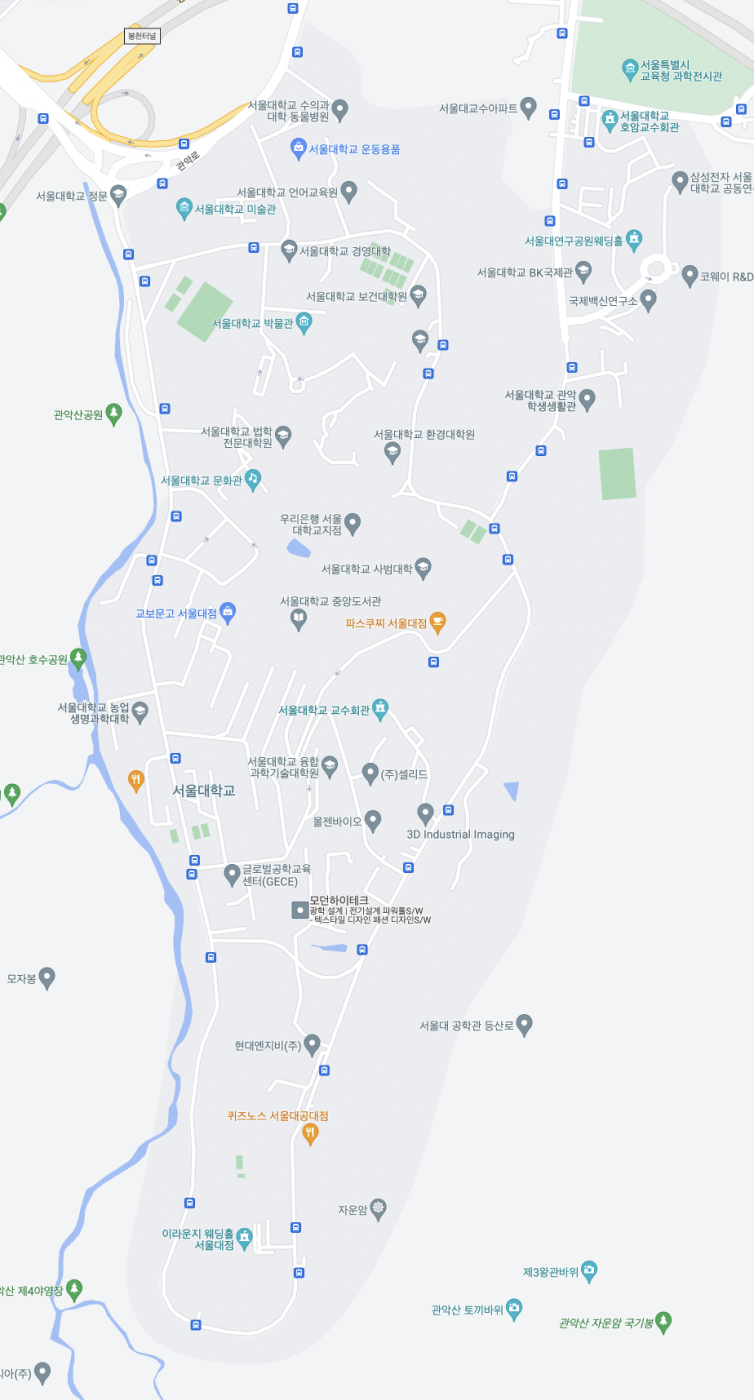 봉천터널
서울특별시
교육청 과학전시관
서울대학교 수의과
대학 동물병원
서울대교수아파트
서울대학교
호암교수회관
서울대학교 운동용품
관악로
삼성전자 서울
대학교 공동연
서울대학교 정문
서울대학교 언어교육원
서울대학교 미술관
서울대연구공원웨딩홀
서울대학교 경영대학
서울대학교 BK국제관
코웨이 R&D
서울대학교 보건대학원
국제백신연구소
서울대학교 박물관
서울대학교 관악
학생생활관
관악산공원
서울대학교 법학
전문대학원
서울대학교 환경대학원
서울대학교 문화관
우리은행 서울
대학교지점
서울대학교 사범대학
서울대학교 중앙도서관
교보문고 서울대점
파스쿠찌 서울대점
관악산 호수공원
서울대학교 농업
생명과학대학
서울대학교 교수회관
서울대학교 융합
과학기술대학원
(주)셀리드
서울대학교
볼젠바이오
3D Industrial Imaging
글로벌공학교육
센터(GECE)
모던하이테크
광학 설계 | 전기설계 파워툴S/W
- 텍스타일 디자인 패션 디자인S/W
모자봉
서울대 공학관 등산로
현대엔지비(주)
퀴즈노스 서울대공대점
자운암
이라운지 웨딩홀
서울대점
제3왕관바위
악산 제4야영장
관악산 토끼바위
관악산 자운암 국기봉
아(주)